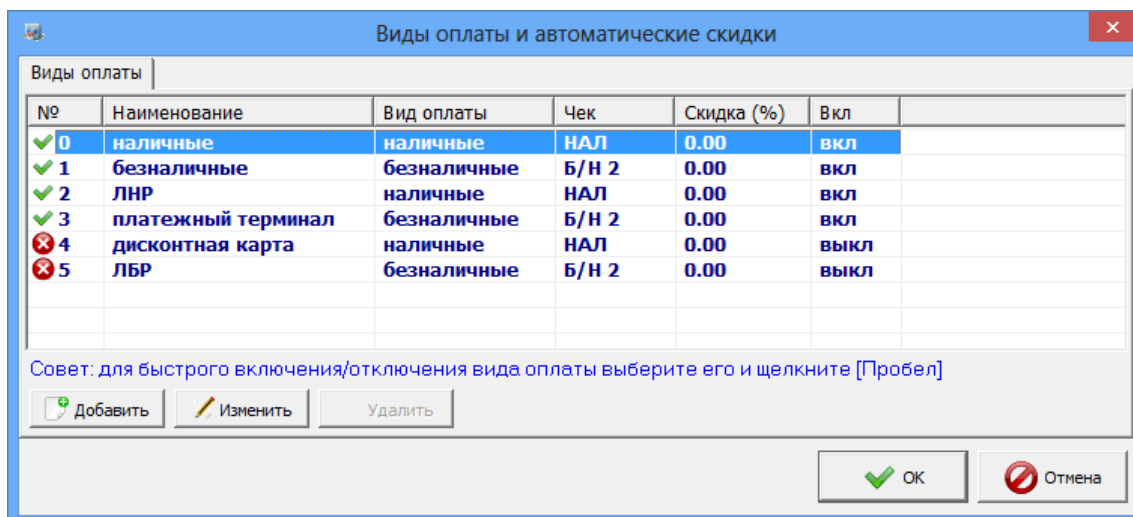 Виды оплаты и автоматические скидки
Виды оплаты
№ Наименование Вид оплаты Чек Скидка (%) Вкл
0 наличные наличные НАЛ 0.00 вкл
1 безналичные безналичные Б/Н 2 0.00 вкл
2 ЛНР наличные НАЛ 0.00 вкл
3 платежный терминал безналичные Б/Н 2 0.00 вкл
4 дисконтная карта наличные НАЛ 0.00 выкл
5 ЛБР безналичные Б/Н 2 0.00 выкл
Совет: для быстрого включения/отключения вида оплаты выберите его и щелкните [Пробел]
Добавить Изменить Удалить
ОК Отмена